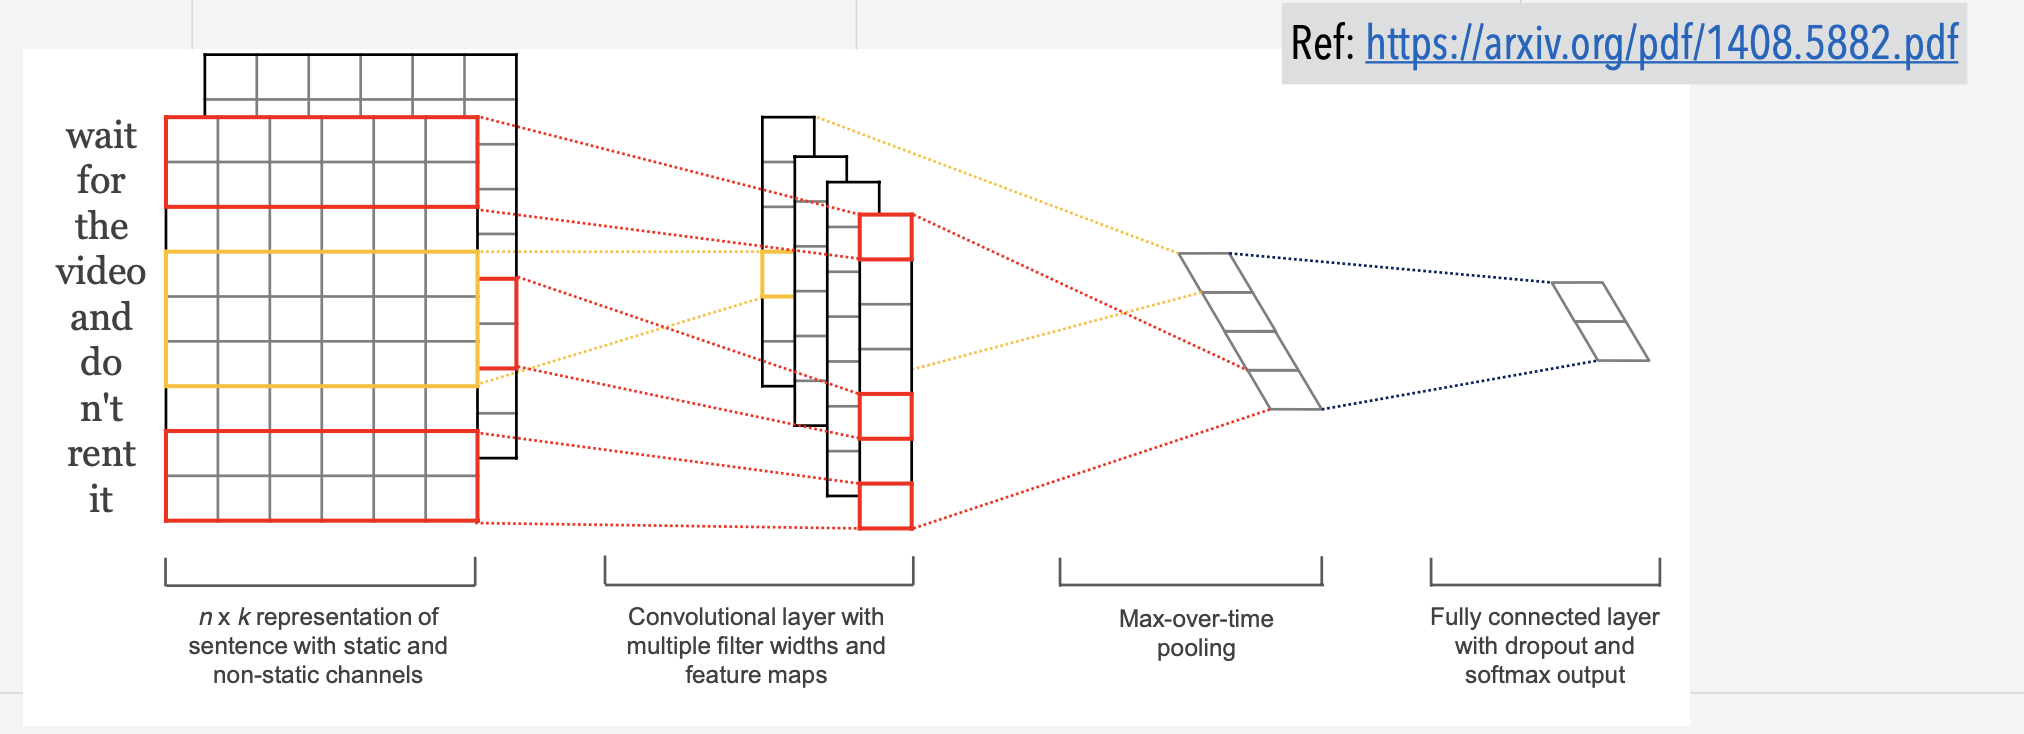 Ref: https://arxiv.org/pdf/1408.5882.pdf
wait
for
the
video
and
do
n't
rent
it
n x k representation of
sentence with static and
non-static channels
Convolutional layer with
multiple filter widths and
feature maps
Max-over-time
pooling
Fully connected layer
with dropout and
softmax output